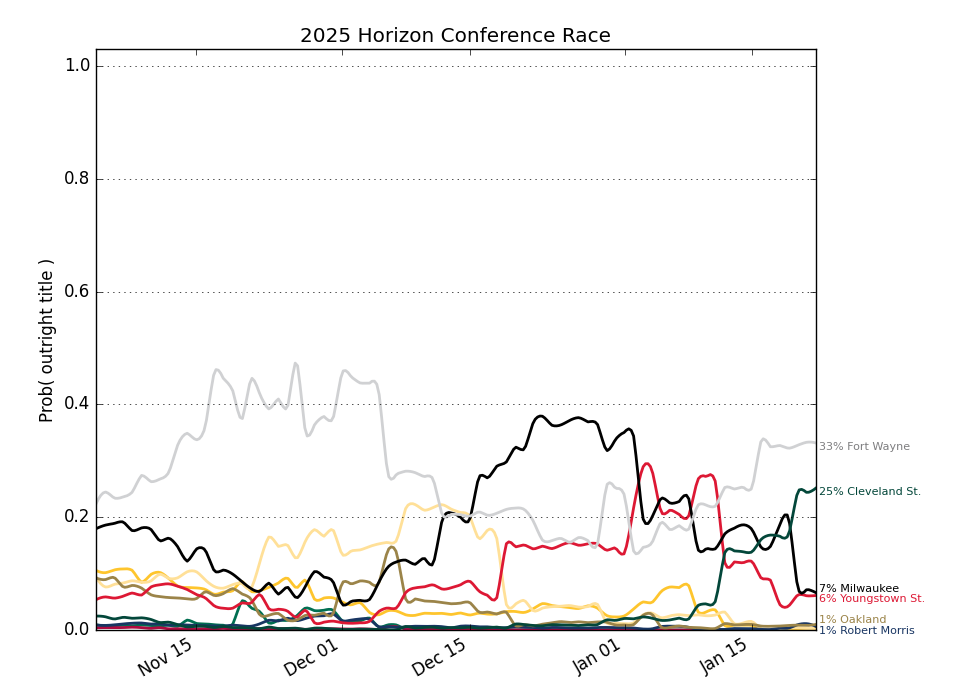 2025 Horizon Conference Race
Prob( outright title )
1.0
0.8
0.6
0.4
0.2
0.0
33% Fort Wayne
25% Cleveland St.
7% Milwaukee
6% Youngstown St.
1% Oakland
1% Robert Morris
Nov 15
Dec 01
Dec 15
Jan 01
Jan 15